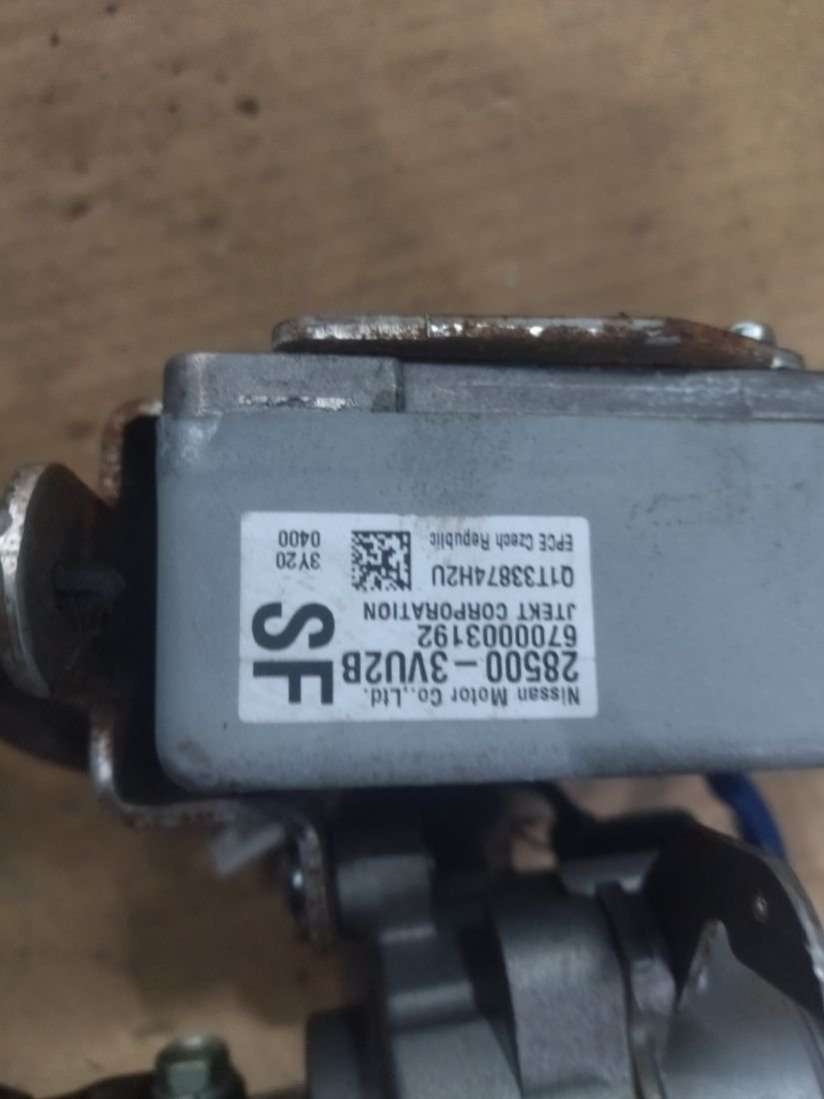 Nissan Motor Co.,Ltd.
28500-3VU2B
6700003192
JTEKT CORPORATION
Q1T33874H2U
EPCE Czech Republic
SF
3Y20
0400